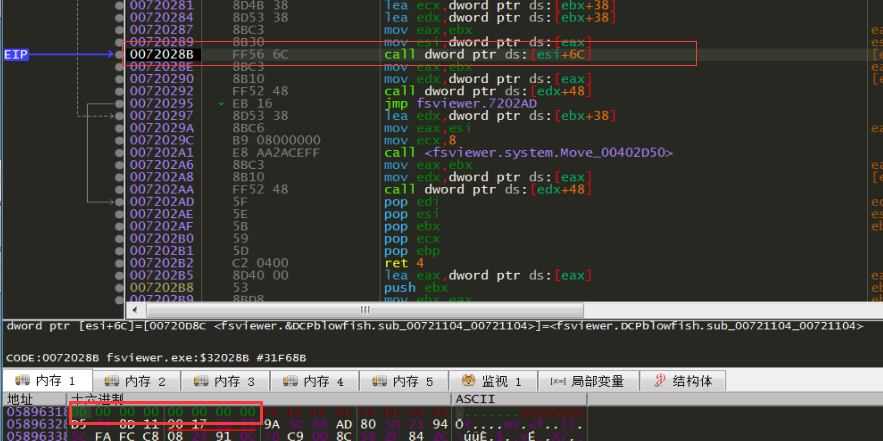 00720281 8D4B 38 lea ecx,dword ptr ds:[ebx+38]
00720284 8D53 38 lea edx,dword ptr ds:[ebx+38]
00720287 8BC3 mov eax,ebx
00720289 8B30 mov esi,dword ptr ds:[eax]
EIP 0072028B FF56 6C call dword ptr ds:[esi+6C]
0072028E 8BC3 mov eax,ebx
00720290 8B10 mov edx,dword ptr ds:[eax]
00720292 FF52 48 call dword ptr ds:[edx+48]
00720295 EB 16 jmp fsviewer.7202AD
00720297 8D53 38 lea edx,dword ptr ds:[ebx+38]
0072029A 8BC6 mov eax,esi
0072029C B9 08000000 mov ecx,8
007202A1 E8 AA2ACEFF call <fsviewer.system.Move_00402D50>
007202A6 8BC3 mov eax,ebx
007202A8 8B10 mov edx,dword ptr ds:[eax]
007202AA FF52 48 call dword ptr ds:[edx+48]
007202AD 5F pop edi
007202AE 5E pop esi
007202AF 5B pop ebx
007202B0 59 pop ecx
007202B1 5D pop ebp
007202B2 C2 0400 ret 4
007202B5 8D40 00 lea eax,dword ptr ds:[eax]
007202B8 53 push ebx
007202B9 8BD8 mov ebx,eax
dword ptr [esi+6C]=[00720D8C <fsviewer.&DCPblowfish.sub_00721104_00721104>]=<fsviewer.DCPblowfish.sub_00721104_00721104>
CODE:0072028B fsviewer.exe:$32028B #31F68B
内存 1 内存 2 内存 3 内存 4 内存 5 监视 1 [x=] 局部变量 结构体
地址 十六进制 ASCII
05896318 00 00 00 00 00 00 00 00 FF FF FF FF FF FF FF FF ........ÿÿÿÿÿÿÿÿ
8D 11 90 17 9A 3C 66 AD 80 5D 21 94
5C FA FC C8 08 24 91 0C 76 C9 00 8C 68 2F 84 2C